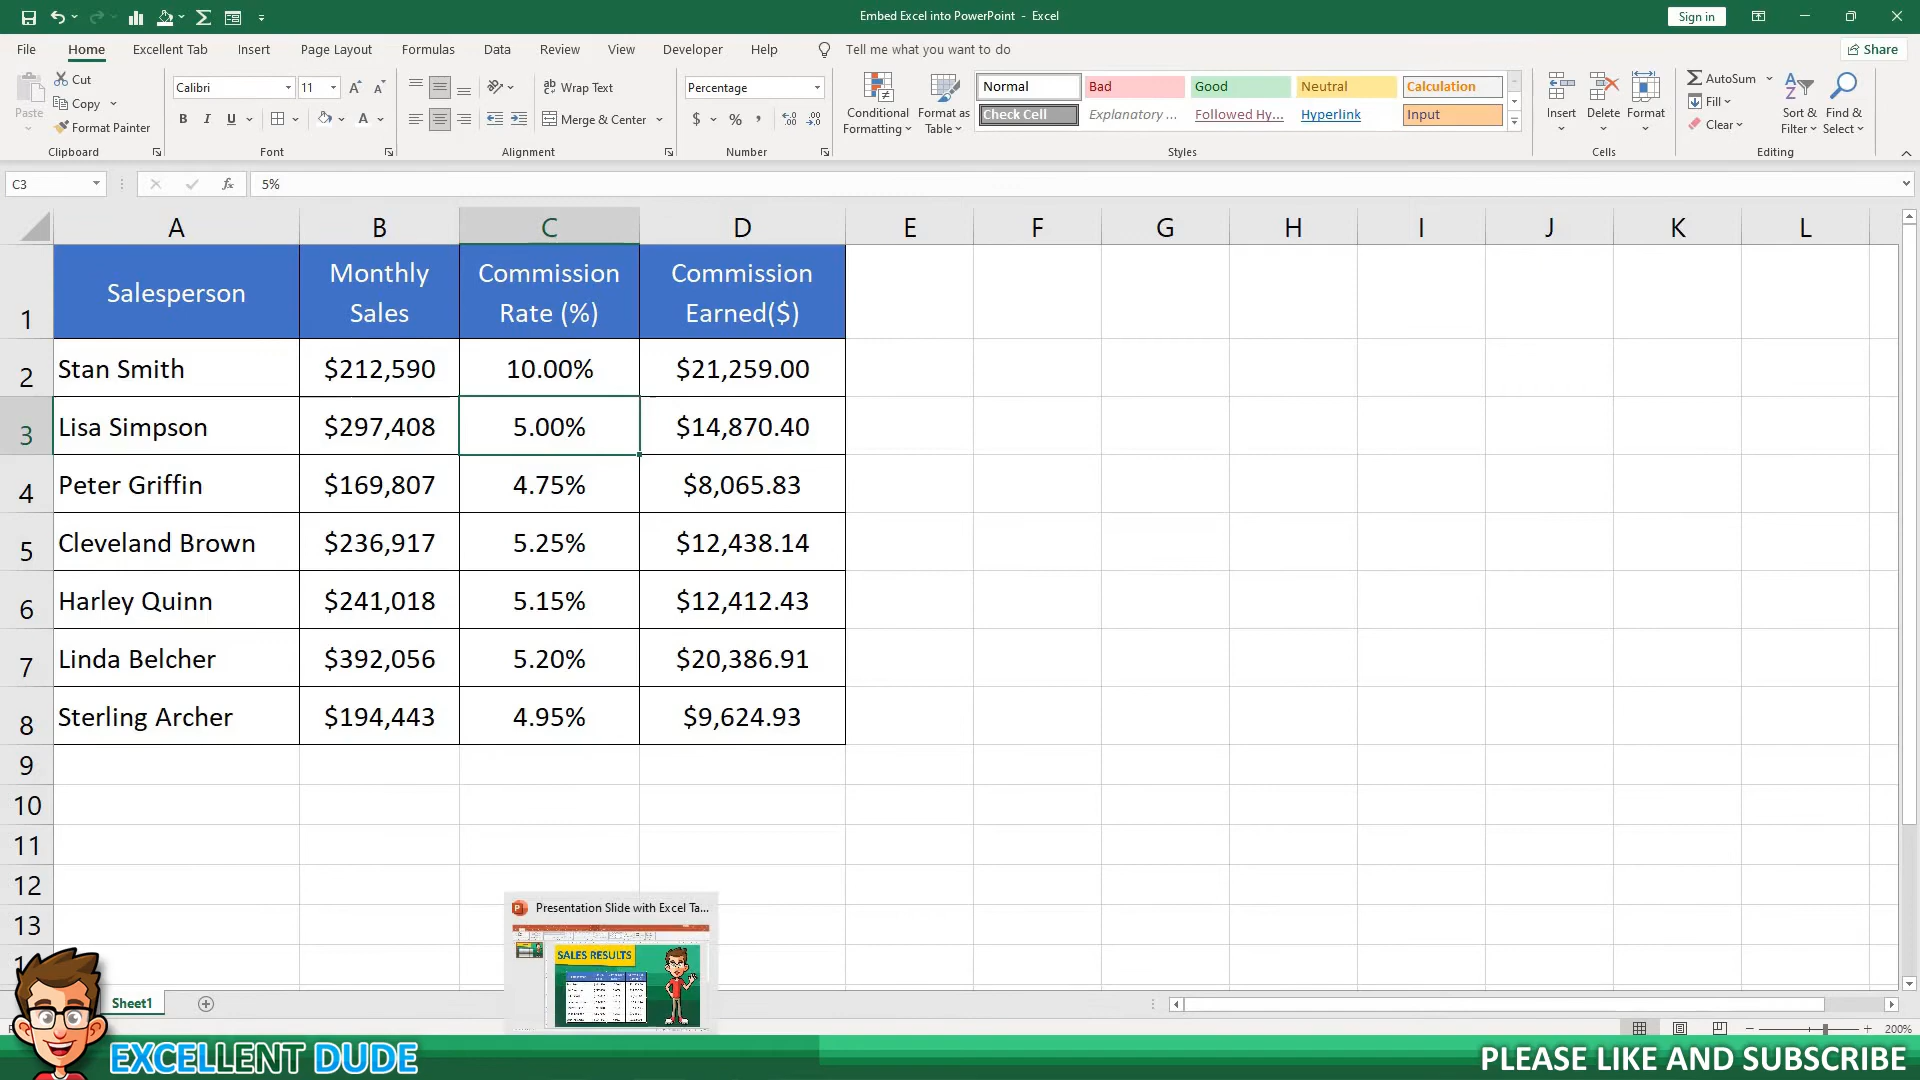 Embed Excel into PowerPoint - Excel
Sign in
File Home Excellent Tab Insert Page Layout Formulas Data Review View Developer Help Tell me what you want to do Share
Paste
Cut
Copy
Format Painter
Clipboard
Calibri 11
B I U
Font
Wrap Text
Merge & Center
Alignment
Percentage
$ % ,
Number
Conditional
Formatting
Format as
Table
Normal Bad Good Neutral Calculation
Check Cell Explanatory ... Followed Hy... Hyperlink Input
Styles
Insert Delete Format
Cells
AutoSum
Fill
Clear
Sort &
Filter
Find &
Select
Editing
C3 fx 5%
A B C D E F G H I J K L
1 Salesperson Monthly Sales Commission Rate (%) Commission Earned($)
2 Stan Smith $212,590 10.00% $21,259.00
3 Lisa Simpson $297,408 5.00% $14,870.40
4 Peter Griffin $169,807 4.75% $8,065.83
5 Cleveland Brown $236,917 5.25% $12,438.14
6 Harley Quinn $241,018 5.15% $12,412.43
7 Linda Belcher $392,056 5.20% $20,386.91
8 Sterling Archer $194,443 4.95% $9,624.93
9
10
11
12
13
Presentation Slide with Excel Ta...
SALES RESULTS
Sheet1
200%
EXCELLENT DUDE
PLEASE LIKE AND SUBSCRIBE